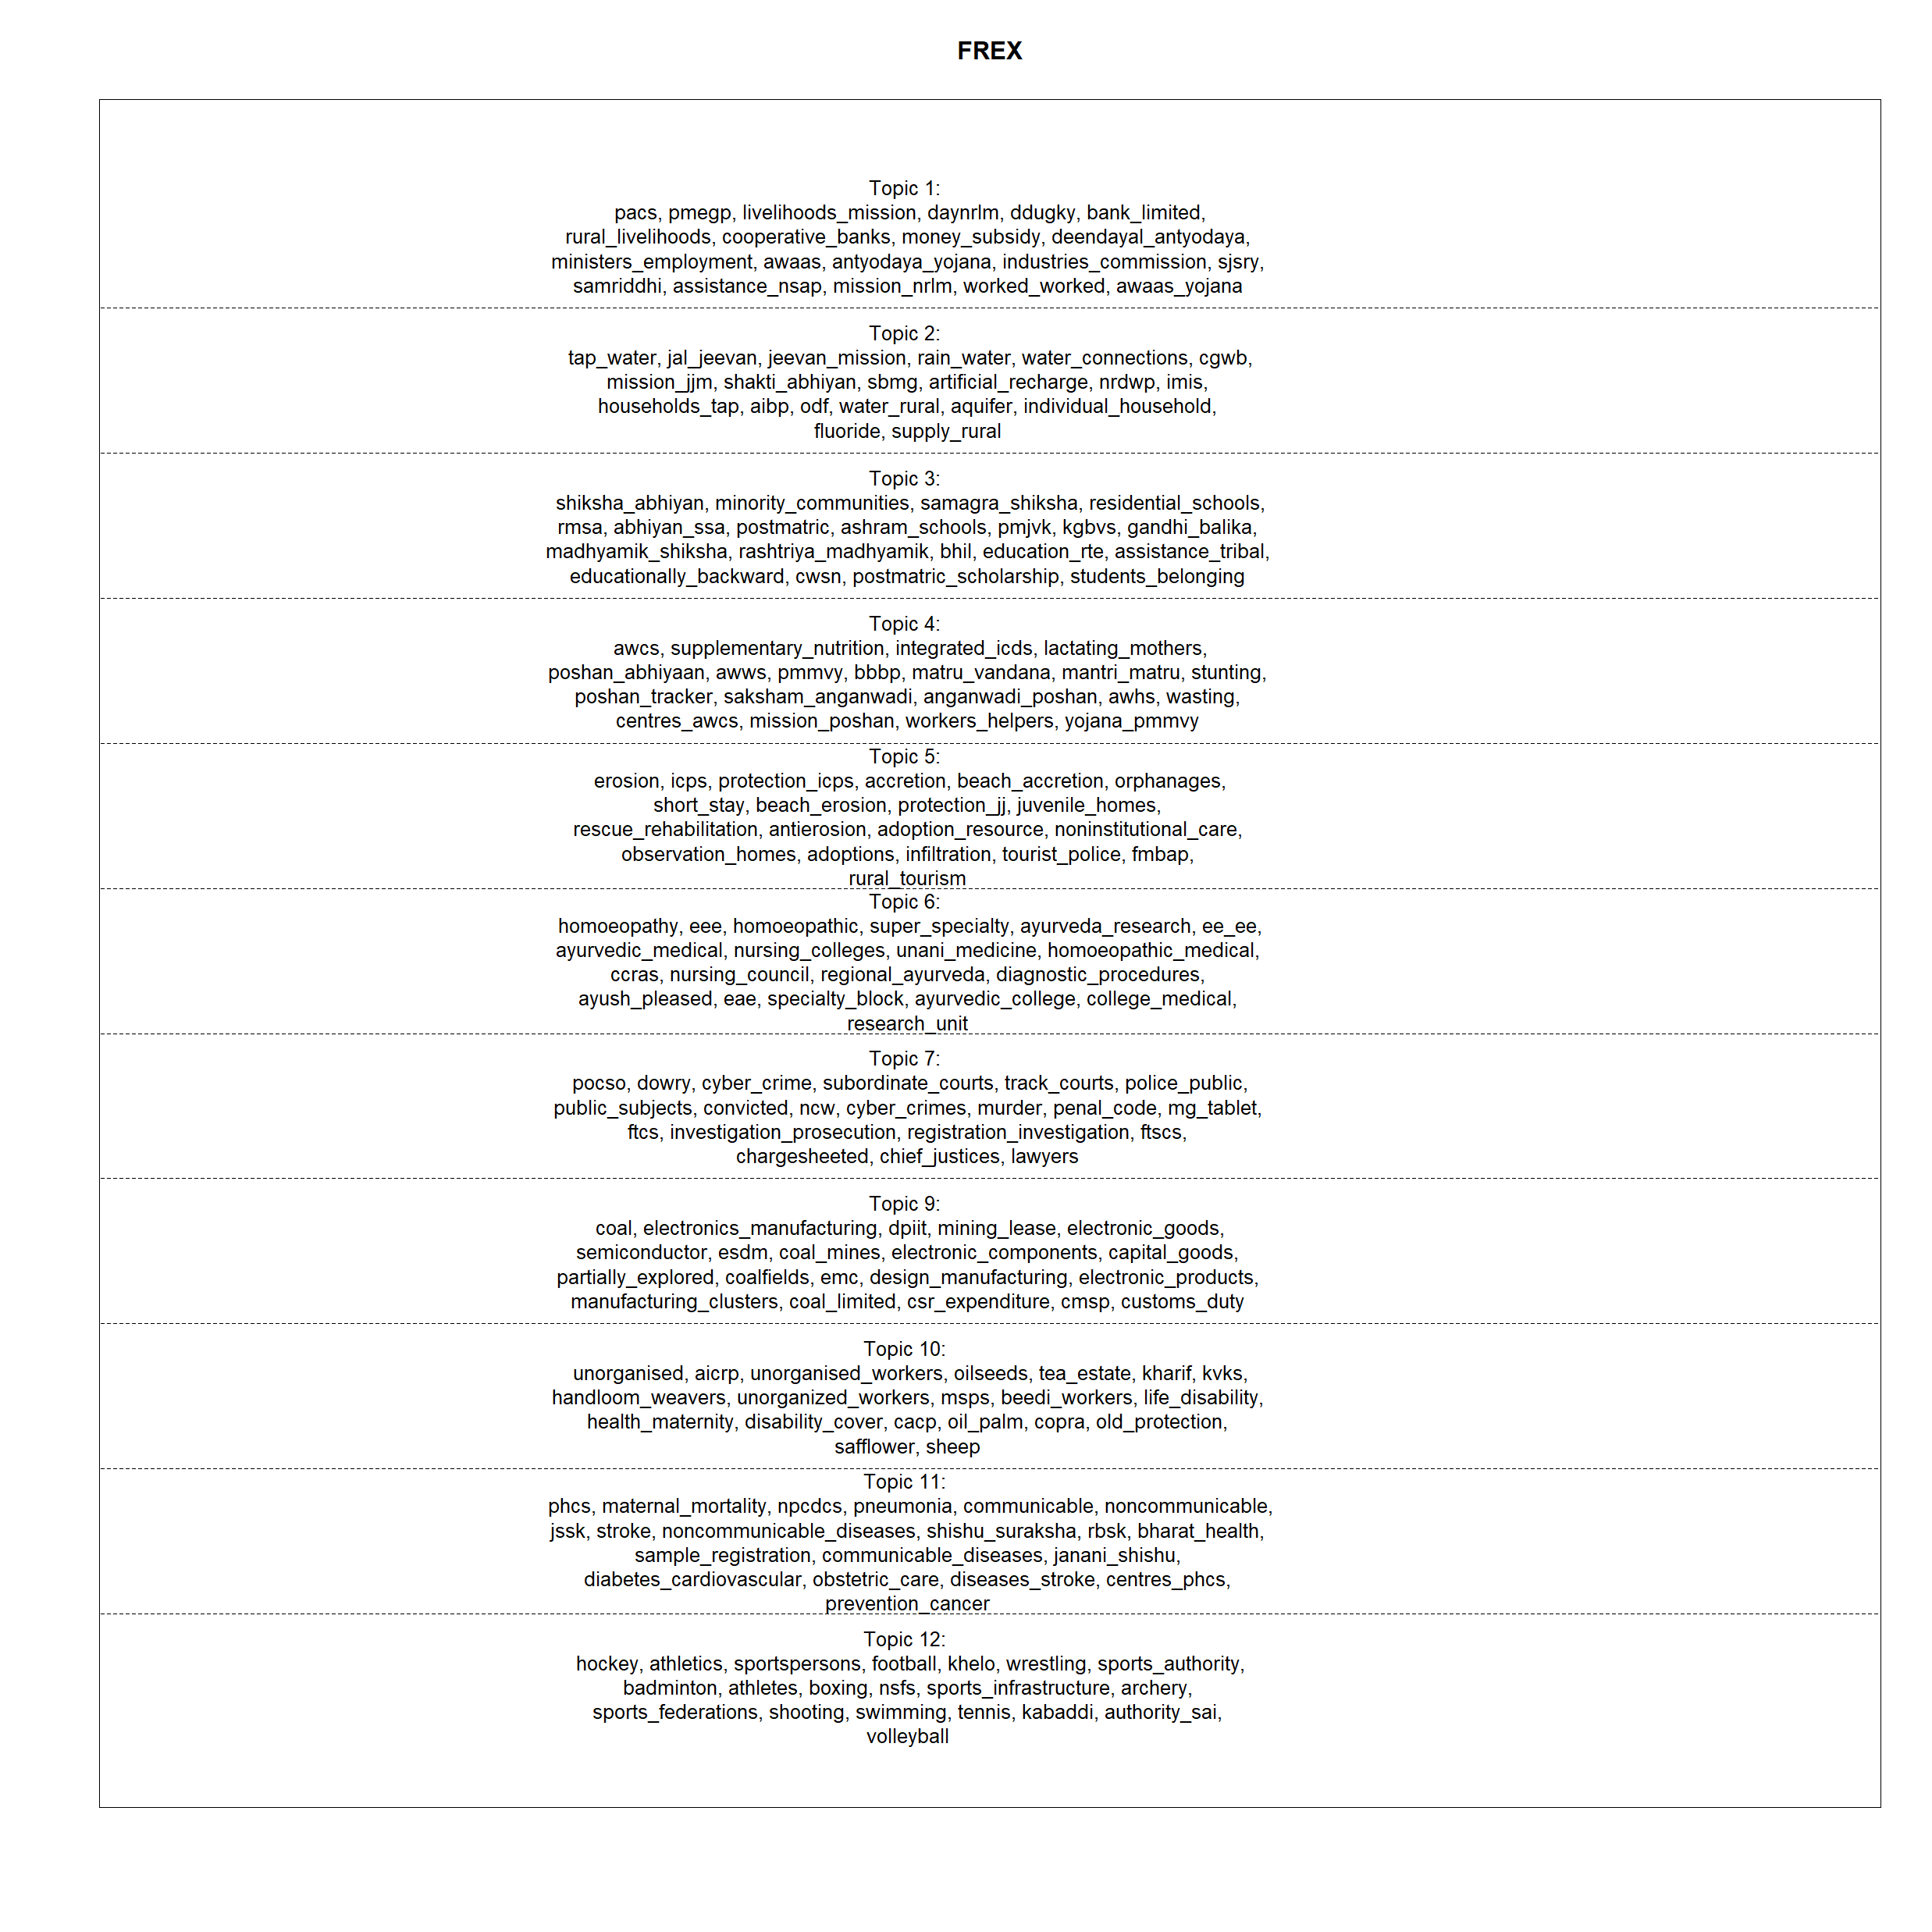 FREX
Topic 1:
pacs, pmegp, livelihoods_mission, daynrlm, ddugky, bank_limited,
rural_livelihoods, cooperative_banks, money_subsidy, deendayal_antyodaya,
ministers_employment, awaas, antyodaya_yojana, industries_commission, sjsry,
samriddhi, assistance_nsap, mission_nrlm, worked_worked, awaas_yojana
Topic 2:
tap_water, jal_jeevan, jeevan_mission, rain_water, water_connections, cgwb,
mission_jjm, shakti_abhiyan, sbmg, artificial_recharge, nrdwp, imis,
households_tap, aibp, odf, water_rural, aquifer, individual_household,
fluoride, supply_rural
Topic 3:
shiksha_abhiyan, minority_communities, samagra_shiksha, residential_schools,
rmsa, abhiyan_ssa, postmatric, ashram_schools, pmjvk, kgbvs, gandhi_balika,
madhyamik_shiksha, rashtriya_madhyamik, bhil, education_rte, assistance_tribal,
educationally_backward, cwsn, postmatric_scholarship, students_belonging
Topic 4:
awcs, supplementary_nutrition, integrated_icds, lactating_mothers,
poshan_abhiyaan, awws, pmmvy, bbbp, matru_vandana, mantri_matru, stunting,
poshan_tracker, saksham_anganwadi, anganwadi_poshan, awhs, wasting,
centres_awcs, mission_poshan, workers_helpers, yojana_pmmvy
Topic 5:
erosion, icps, protection_icps, accretion, beach_accretion, orphanages,
short_stay, beach_erosion, protection_jj, juvenile_homes,
rescue_rehabilitation, antierosion, adoption_resource, noninstitutional_care,
observation_homes, adoptions, infiltration, tourist_police, fmbap,
rural_tourism
Topic 6:
homoeopathy, eee, homoeopathic, super_specialty, ayurveda_research, ee_ee,
ayurvedic_medical, nursing_colleges, unani_medicine, homoeopathic_medical,
ccras, nursing_council, regional_ayurveda, diagnostic_procedures,
ayush_pleased, eae, specialty_block, ayurvedic_college, college_medical,
research_unit
Topic 7:
pocso, dowry, cyber_crime, subordinate_courts, track_courts, police_public,
public_subjects, convicted, ncw, cyber_crimes, murder, penal_code, mg_tablet,
ftcs, investigation_prosecution, registration_investigation, ftscs,
chargesheeted, chief_justices, lawyers
Topic 9:
coal, electronics_manufacturing, dpiit, mining_lease, electronic_goods,
semiconductor, esdm, coal_mines, electronic_components, capital_goods,
partially_explored, coalfields, emc, design_manufacturing, electronic_products,
manufacturing_clusters, coal_limited, csr_expenditure, cmsp, customs_duty
Topic 10:
unorganised, aicrp, unorganised_workers, oilseeds, tea_estate, kharif, kvks,
handloom_weavers, unorganized_workers, msps, beedi_workers, life_disability,
health_maternity, disability_cover, cacp, oil_palm, copra, old_protection,
safflower, sheep
Topic 11:
phcs, maternal_mortality, npcdcs, pneumonia, communicable, noncommunicable,
jssk, stroke, noncommunicable_diseases, shishu_suraksha, rbsk, bharat_health,
sample_registration, communicable_diseases, janani_shishu,
diabetes_cardiovascular, obstetric_care, diseases_stroke, centres_phcs,
prevention_cancer
Topic 12:
hockey, athletics, sportspersons, football, khelo, wrestling, sports_authority,
badminton, athletes, boxing, nsfs, sports_infrastructure, archery,
sports_federations, shooting, swimming, tennis, kabaddi, authority_sai,
volleyball